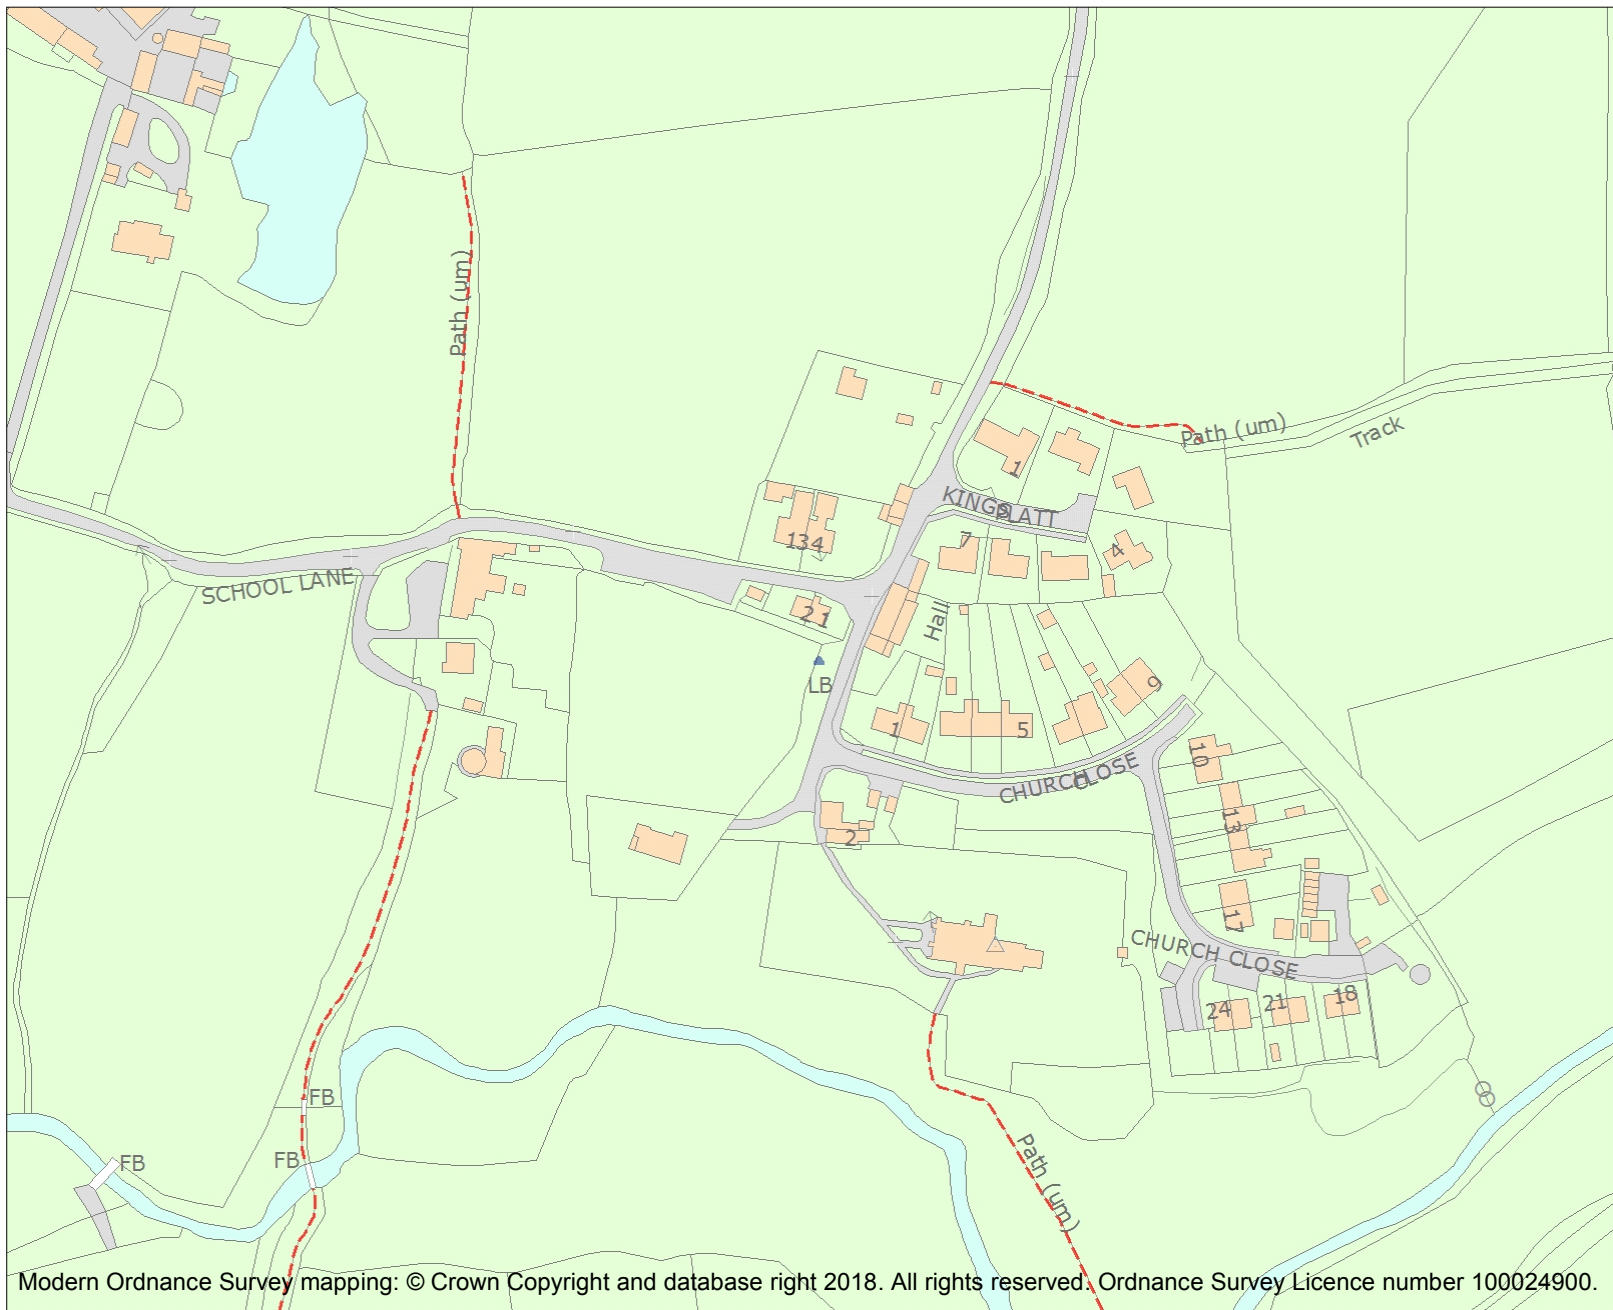 Path (um)
Path (um)
Track
1
KINGSPLATT
134
7
4
SCHOOL LANE
2 1
Hall
LB
9
1
5
10
CHURCH CLOSE
13
2
17
CHURCH CLOSE
24
21
18
FB
FB
FB
Path (um)
Modern Ordnance Survey mapping: © Crown Copyright and database right 2018. All rights reserved. Ordnance Survey Licence number 100024900.